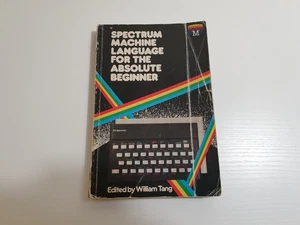 SPECTRUM
MACHINE
LANGUAGE
FOR THE
ABSOLUTE
BEGINNER
M
Edited by William Tang